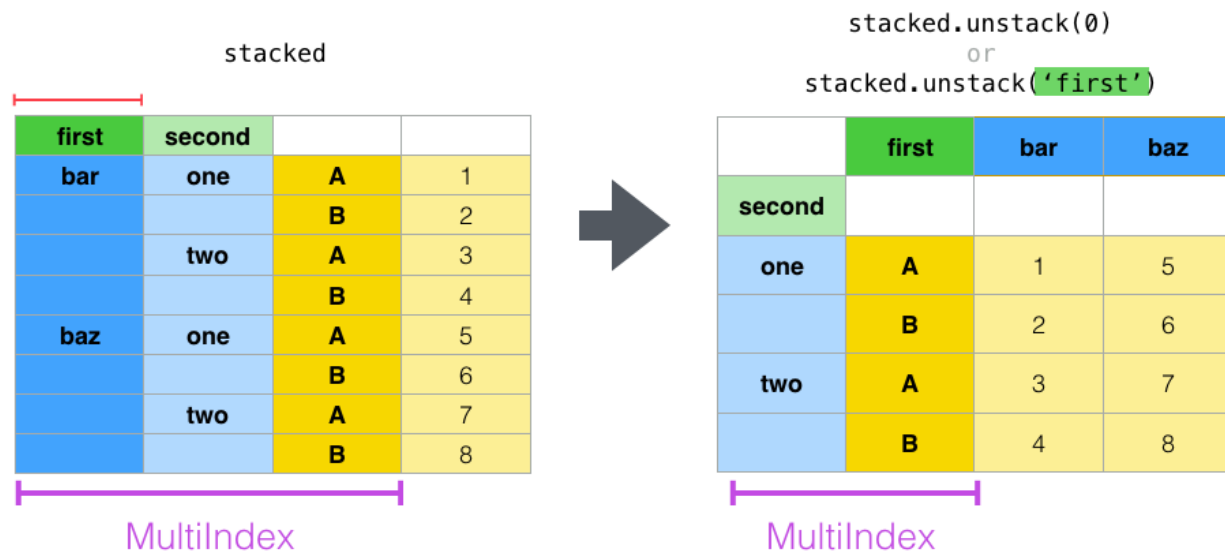 stacked
first second
bar one A 1
B 2
two A 3
B 4
baz one A 5
B 6
two A 7
B 8
MultiIndex
stacked.unstack(0)
or
stacked.unstack(‘first’)
first bar baz
second
one A 1 5
B 2 6
two A 3 7
B 4 8
MultiIndex